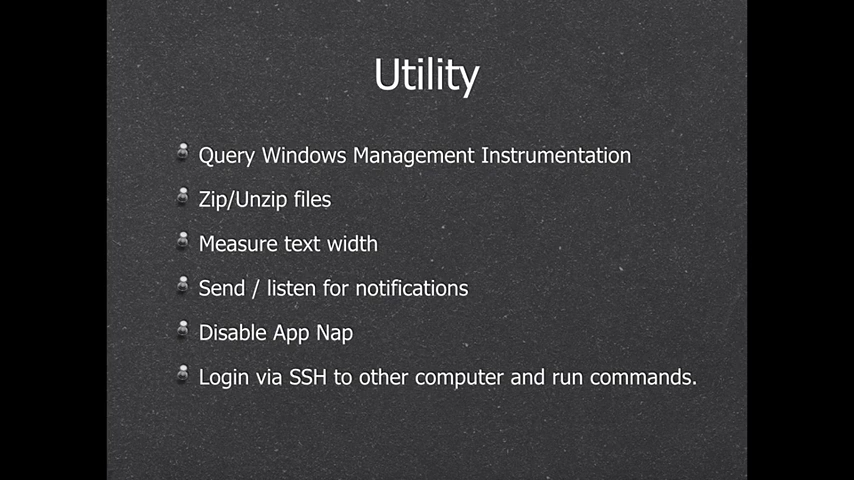 Utility
Query Windows Management Instrumentation
Zip/Unzip files
Measure text width
Send / listen for notifications
Disable App Nap
Login via SSH to other computer and run commands.